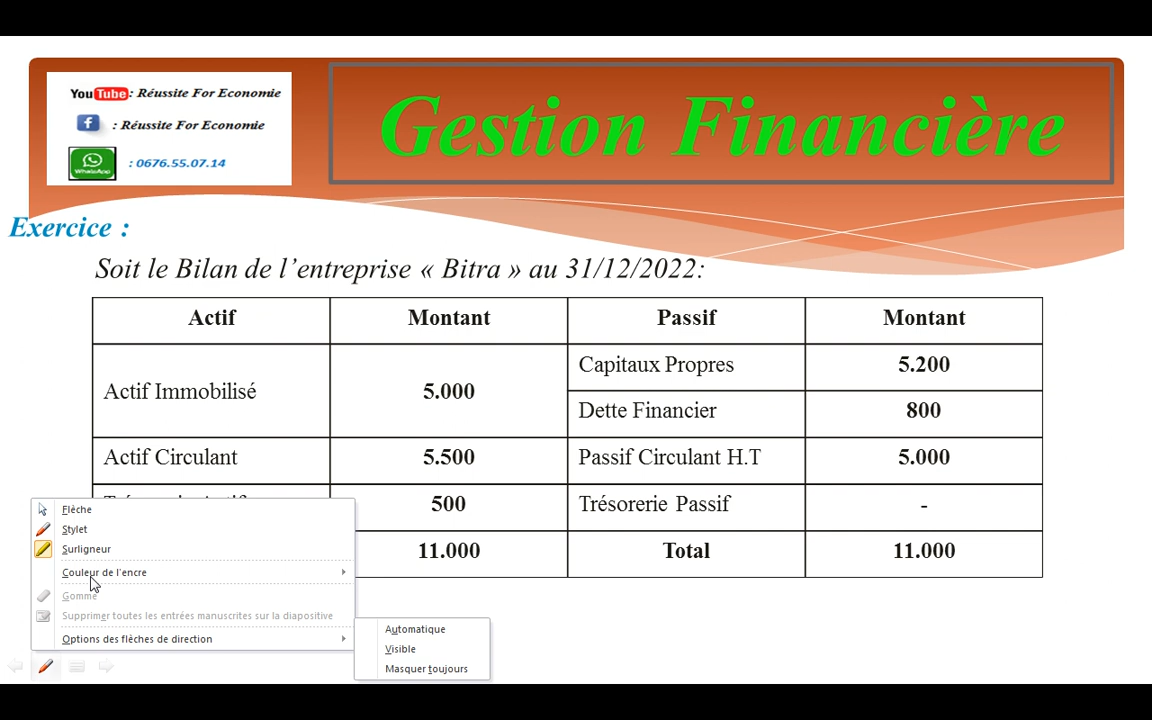 YouTube : Réussite For Economie
: Réussite For Economie
WhatsApp : 0676.55.07.14
Gestion Financière
Exercice :
Soit le Bilan de l’entreprise « Bitra » au 31/12/2022:
Actif Montant Passif Montant
Actif Immobilisé 5.000 Capitaux Propres 5.200
Dette Financier 800
Actif Circulant 5.500 Passif Circulant H.T 5.000
500 Trésorerie Passif -
11.000 Total 11.000
Flèche
Stylet
Surligneur
Couleur de l'encre
Gomme
Supprimer toutes les entrées manuscrites sur la diapositive
Options des flèches de direction
Automatique
Visible
Masquer toujours